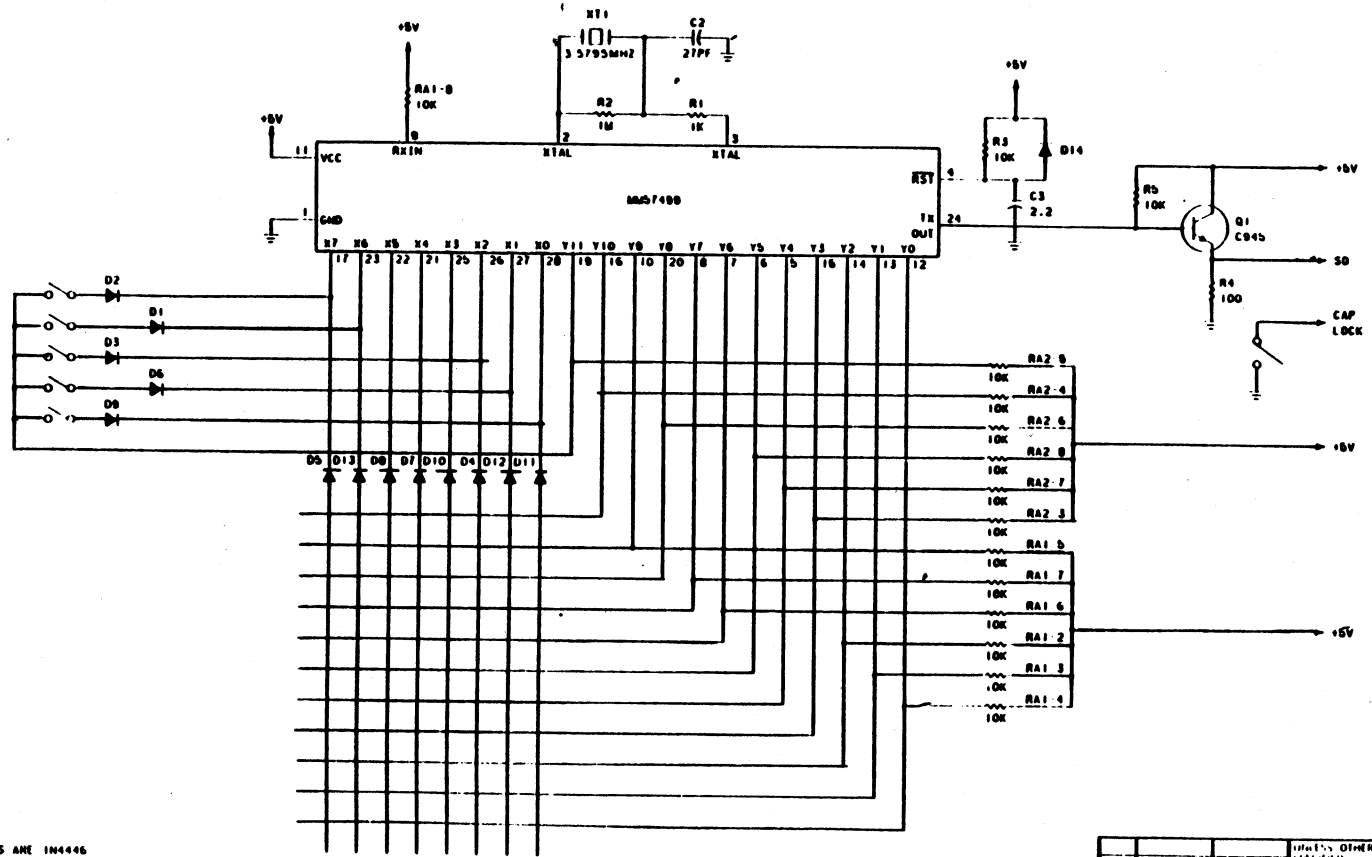 XT1
3.5795MHZ
C2
27PF
+5V
RA1-8
10K
R2
1M
R1
1K
+5V
9
2
3
RXIN
XTAL
XTAL
11
VCC
1
GND
MM57499
RST
4
TX
OUT
24
+5V
R3
10K
D14
C3
2.2
R5
10K
+5V
Q1
C945
SO
R4
100
CAP
LOCK
X7 X6 X5 X4 X3 X2 X1 X0 Y11 Y10 Y9 Y8 Y7 Y6 Y5 Y4 Y3 Y2 Y1 Y0
17 23 22 21 25 26 27 28 19 16 10 20 8 7 6 5 15 14 13 12
D2
D1
D3
D6
D9
D5 D13 D8 D7 D10 D4 D12 D11
RA2 5
10K
RA2-4
10K
RA2 6
10K
RA2 8
10K
RA2-7
10K
RA2 3
10K
+5V
RA1 5
10K
RA1 7
10K
RA1 6
10K
RA1-2
10K
RA1 3
10K
RA1-4
10K
+5V
S ARE 1N4446
UNLESS OTHER